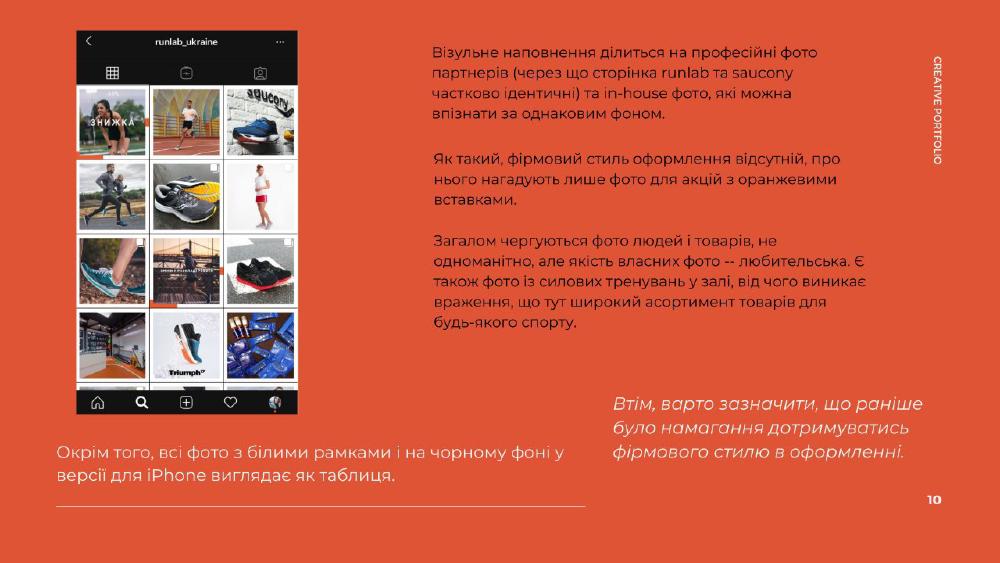 runlab_ukraine
ЗНИЖКА
saucony
Triumph
Візуальне наповнення ділиться на професійні фото
партнерів (через що сторінка runlab та saucony
частково ідентичні) та in-house фото, які можна
впізнати за однаковим фоном.
Як такий, фірмовий стиль оформлення відсутній, про
нього нагадують лише фото для акцій з оранжевими
вставками.
Загалом чергуються фото людей і товарів, не
одноманітно, але якість власних фото -- любительська. Є
також фото із силових тренувань у залі, від чого виникає
враження, що тут широкий асортимент товарів для
будь-якого спорту.
Втім, варто зазначити, що раніше
було намагання дотримуватись
фірмового стилю в оформленні.
Окрім того, всі фото з білими рамками і на чорному фоні у
версії для iPhone виглядає як таблиця.
CREATIVE PORTFOLIO
10